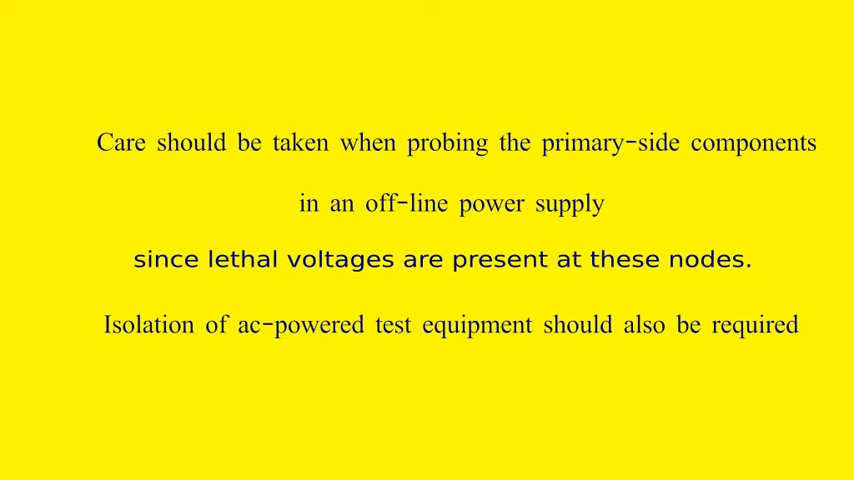 Care should be taken when probing the primary-side components
in an off-line power supply
since lethal voltages are present at these nodes.
Isolation of ac-powered test equipment should also be required